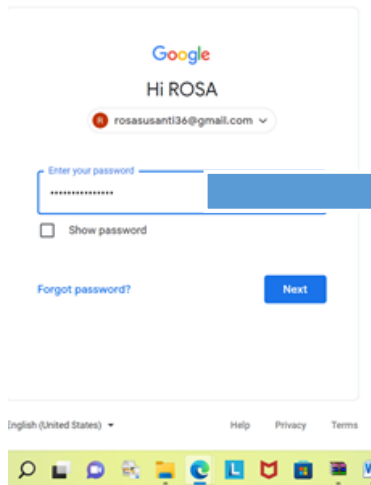 Google
Hi ROSA
R rosasusanti36@gmail.com
Enter your password
•••••••••••••••
Show password
Forgot password?
Next
English (United States)
Help Privacy Terms
L
W